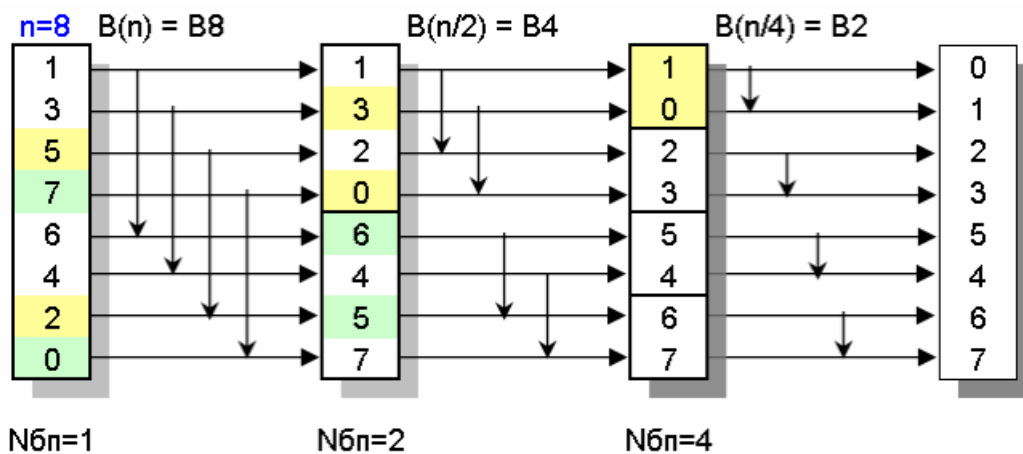 n=8 B(n) = B8 B(n/2) = B4 B(n/4) = B2
1 1 1 0
3 3 0 1
5 2 2 2
7 0 3 3
6 6 5 5
4 4 4 4
2 5 6 6
0 7 7 7
Nбп=1 Nбп=2 Nбп=4